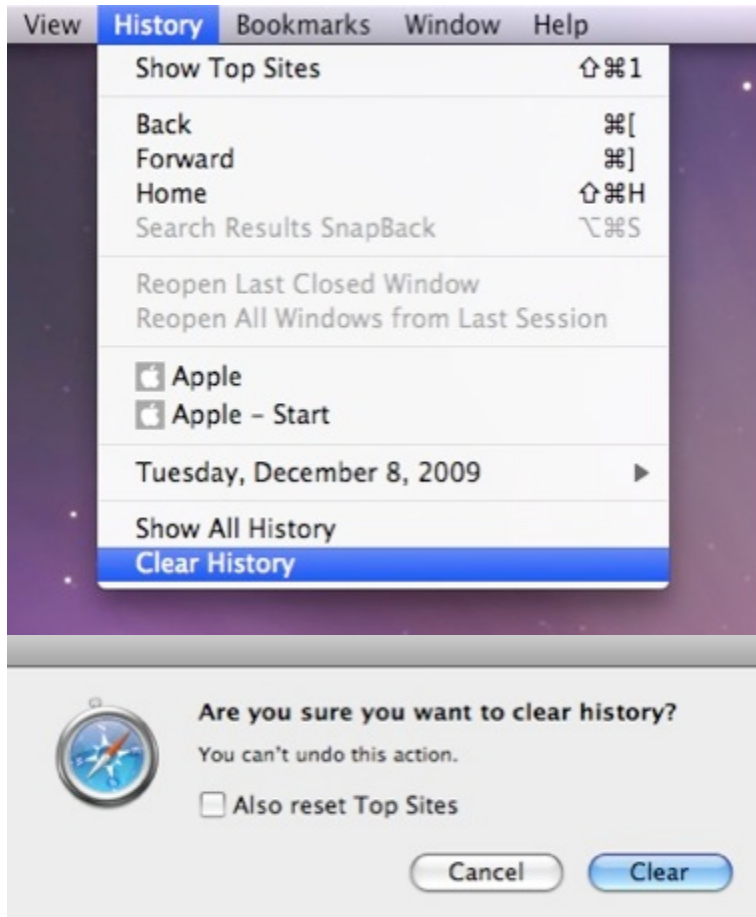 View History Bookmarks Window Help
Show Top Sites ⇧⌘1
Back ⌘[
Forward ⌘]
Home ⇧⌘H
Search Results SnapBack ⌥⌘S
Reopen Last Closed Window
Reopen All Windows from Last Session
Apple
Apple – Start
Tuesday, December 8, 2009 ▶
Show All History
Clear History
Are you sure you want to clear history?
You can't undo this action.
Also reset Top Sites
Cancel Clear